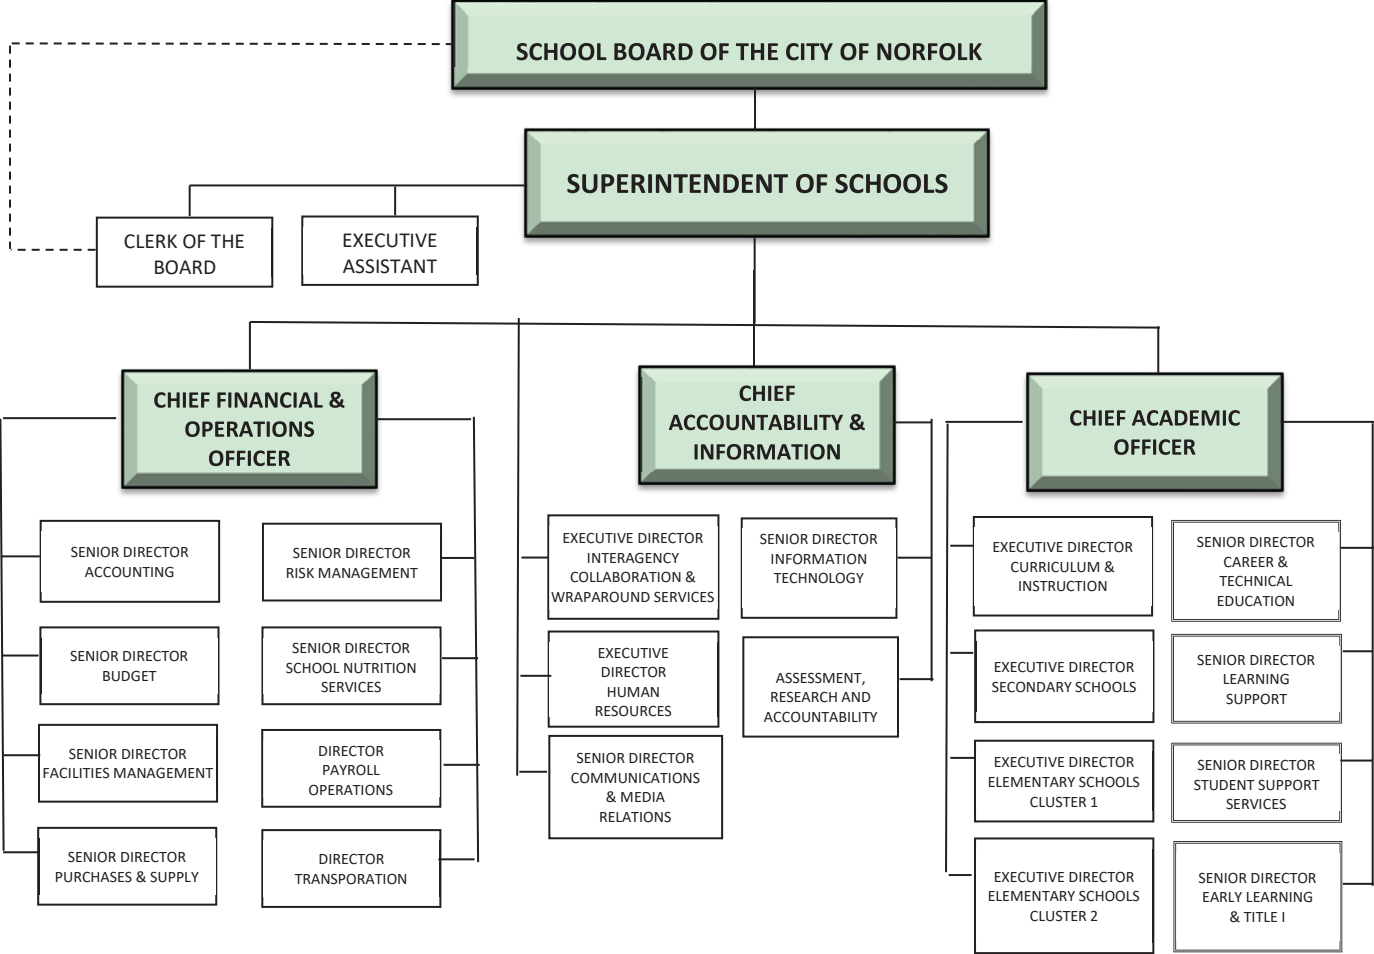 SCHOOL BOARD OF THE CITY OF NORFOLK
SUPERINTENDENT OF SCHOOLS
CLERK OF THE
BOARD
EXECUTIVE
ASSISTANT
CHIEF FINANCIAL &
OPERATIONS
OFFICER
CHIEF
ACCOUNTABILITY &
INFORMATION
CHIEF ACADEMIC
OFFICER
SENIOR DIRECTOR
ACCOUNTING
SENIOR DIRECTOR
RISK MANAGEMENT
SENIOR DIRECTOR
BUDGET
SENIOR DIRECTOR
SCHOOL NUTRITION
SERVICES
SENIOR DIRECTOR
FACILITIES MANAGEMENT
DIRECTOR
PAYROLL
OPERATIONS
SENIOR DIRECTOR
PURCHASES & SUPPLY
DIRECTOR
TRANSPORATION
EXECUTIVE DIRECTOR
INTERAGENCY
COLLABORATION &
WRAPAROUND SERVICES
SENIOR DIRECTOR
INFORMATION
TECHNOLOGY
EXECUTIVE
DIRECTOR
HUMAN
RESOURCES
ASSESSMENT,
RESEARCH AND
ACCOUNTABILITY
SENIOR DIRECTOR
COMMUNICATIONS
& MEDIA
RELATIONS
EXECUTIVE DIRECTOR
CURRICULUM &
INSTRUCTION
SENIOR DIRECTOR
CAREER &
TECHNICAL
EDUCATION
EXECUTIVE DIRECTOR
SECONDARY SCHOOLS
SENIOR DIRECTOR
LEARNING
SUPPORT
EXECUTIVE DIRECTOR
ELEMENTARY SCHOOLS
CLUSTER 1
SENIOR DIRECTOR
STUDENT SUPPORT
SERVICES
EXECUTIVE DIRECTOR
ELEMENTARY SCHOOLS
CLUSTER 2
SENIOR DIRECTOR
EARLY LEARNING
& TITLE I